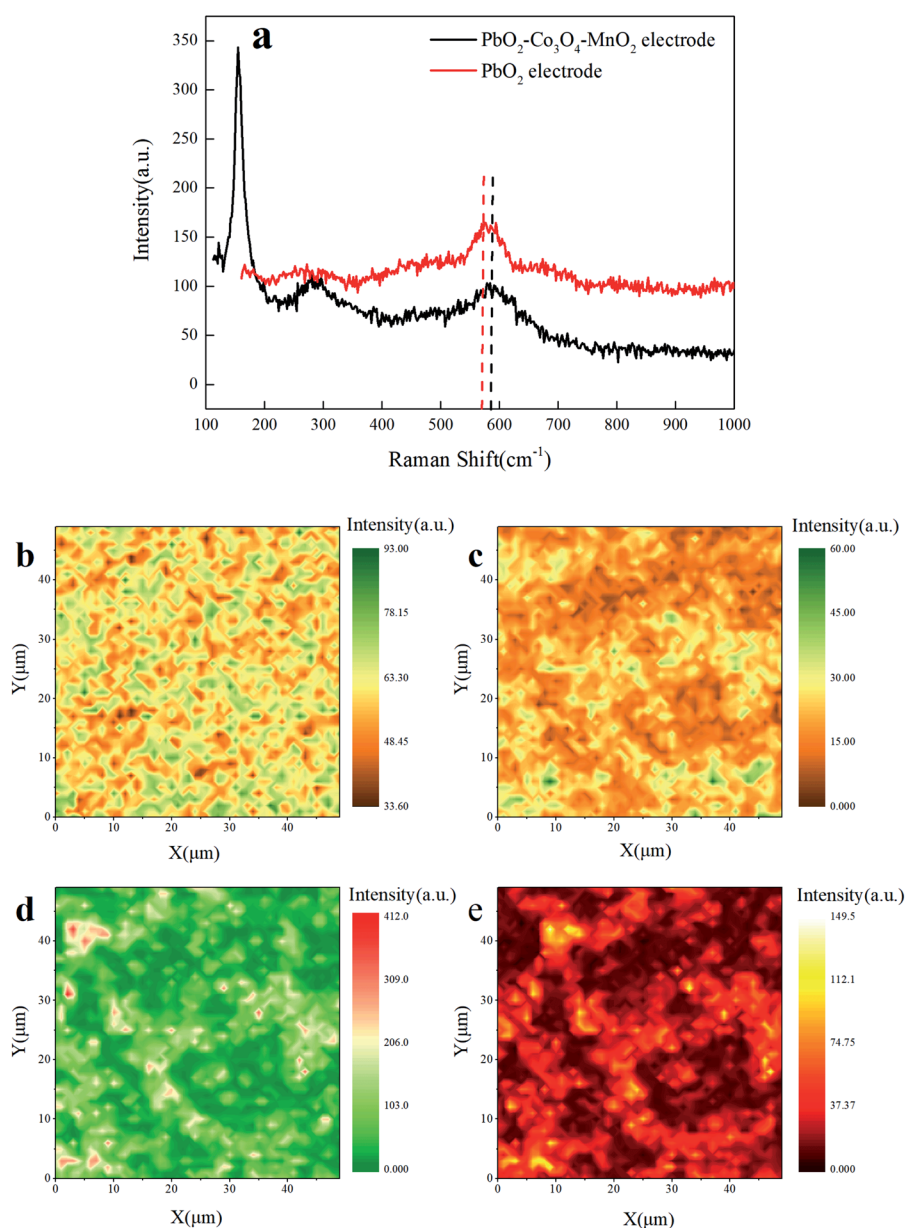 a
PbO₂-Co₃O₄-MnO₂ electrode
PbO₂ electrode
350
300
250
200
150
100
50
0
Intensity(a.u.)
100 200 300 400 500 600 700 800 900 1000
Raman Shift(cm⁻¹)
b
Intensity(a.u.)
93.00
78.15
63.30
48.45
33.60
40
30
20
10
0
Y(μm)
0 10 20 30 40
X(μm)
c
Intensity(a.u.)
60.00
45.00
30.00
15.00
0.000
40
30
20
10
0
Y(μm)
0 10 20 30 40
X(μm)
d
Intensity(a.u.)
412.0
309.0
206.0
103.0
0.000
40
30
20
10
0
Y(μm)
0 10 20 30 40
X(μm)
e
Intensity(a.u.)
149.5
112.1
74.75
37.37
0.000
40
30
20
10
0
Y(μm)
0 10 20 30 40
X(μm)